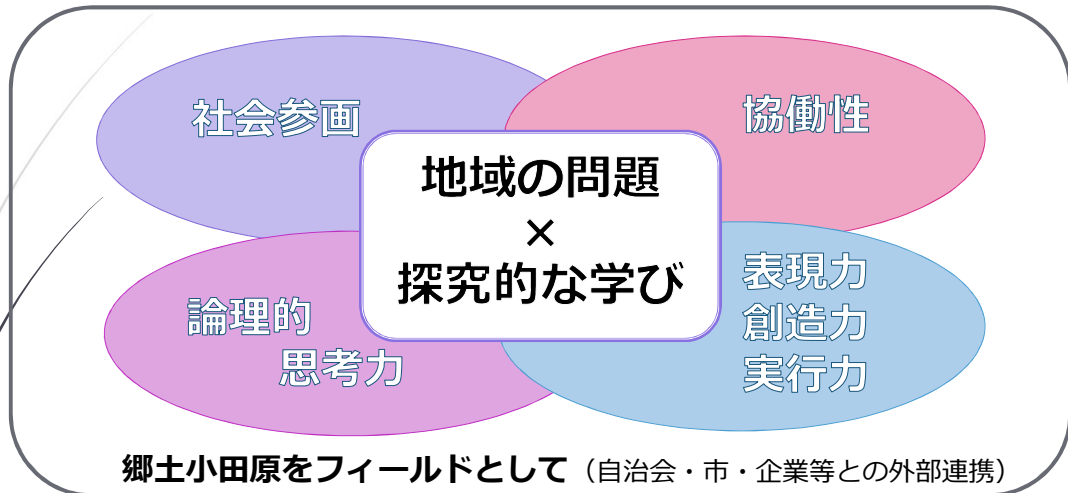 社会参画
協働性
地域の問題
×
探究的な学び
論理的
思考力
表現力
創造力
実行力
郷土小田原をフィールドとして（自治会・市・企業等との外部連携）